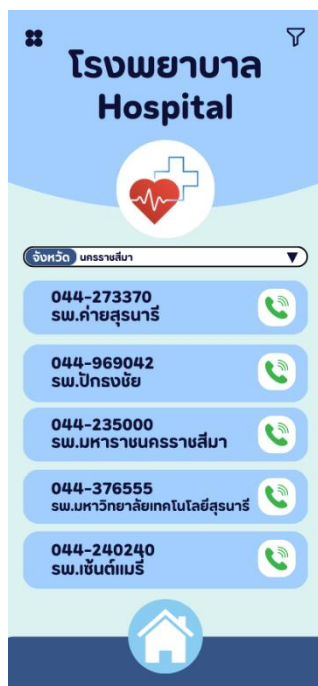 โรงพยาบาล
Hospital
จังหวัด นครราชสีมา
044-273370
รพ.ค่ายสุรนารี
044-969042
รพ.ปักธงชัย
044-235000
รพ.มหาราชนครราชสีมา
044-376555
รพ.มหาวิทยาลัยเทคโนโลยีสุรนารี
044-240240
รพ.เซ็นต์แมรี่